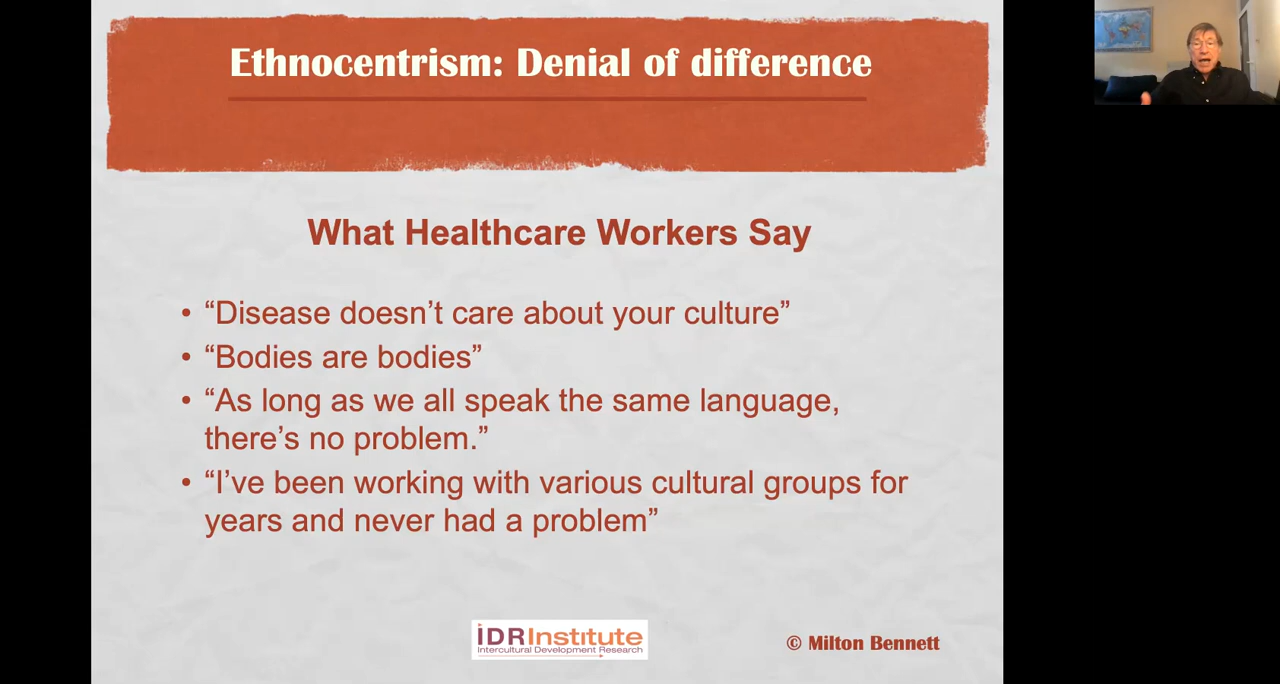 Ethnocentrism: Denial of difference
What Healthcare Workers Say
• “Disease doesn’t care about your culture”
• “Bodies are bodies”
• “As long as we all speak the same language,
there’s no problem.”
• “I’ve been working with various cultural groups for
years and never had a problem”
IDRInstitute
Intercultural Development Research
© Milton Bennett